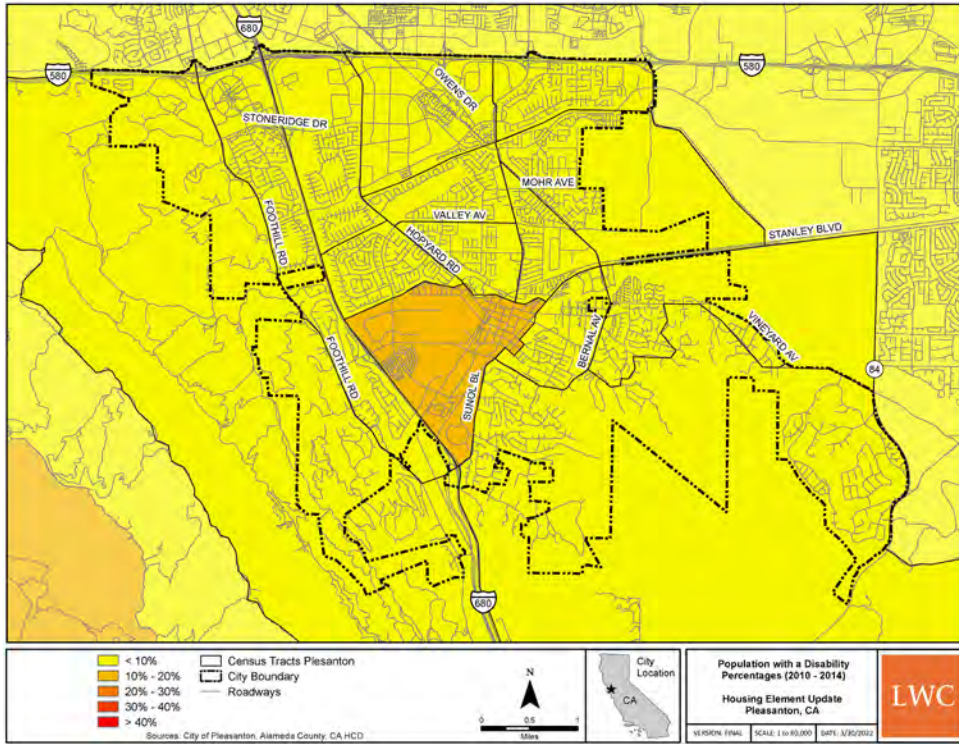 680
580
580
OWENS DR
STONERIDGE DR
MOHR AVE
VALLEY AV
STANLEY BLVD
FOOTHILL RD
HOPYARD RD
BERNAL AV
VINEYARD AV
FOOTHILL RD
SUNOL BL
84
680
< 10%
10% - 20%
20% - 30%
30% - 40%
> 40%
Census Tracts Plesanton
City Boundary
Roadways
N
0 0.5 1
Miles
Sources: City of Pleasanton, Alameda County, CA HCD
City
Location
CA
Population with a Disability
Percentages (2010 - 2014)
Housing Element Update
Pleasanton, CA
VERSION: FINAL SCALE: 1 to 60,000 DATE: 3/30/2022
LWC